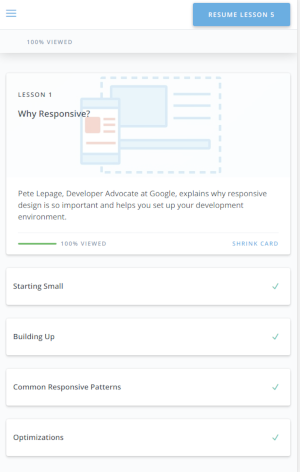 RESUME LESSON 5
100% VIEWED
LESSON 1
Why Responsive?
Pete Lepage, Developer Advocate at Google, explains why responsive
design is so important and helps you set up your development
environment.
100% VIEWED
SHRINK CARD
Starting Small
Building Up
Common Responsive Patterns
Optimizations